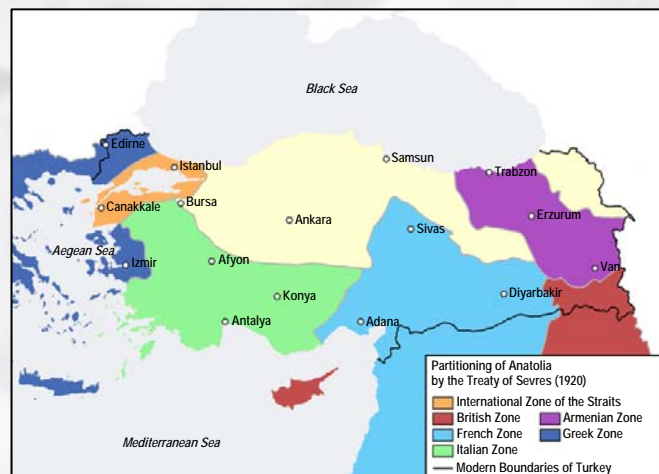 Black Sea
Edirne
Istanbul
Samsun
Trabzon
Canakkale
Bursa
Ankara
Sivas
Erzurum
Aegean Sea
Izmir
Afyon
Van
Konya
Diyarbakir
Antalya
Adana
Mediterranean Sea
Partitioning of Anatolia
by the Treaty of Sevres (1920)
International Zone of the Straits
British Zone
Armenian Zone
French Zone
Greek Zone
Italian Zone
Modern Boundaries of Turkey